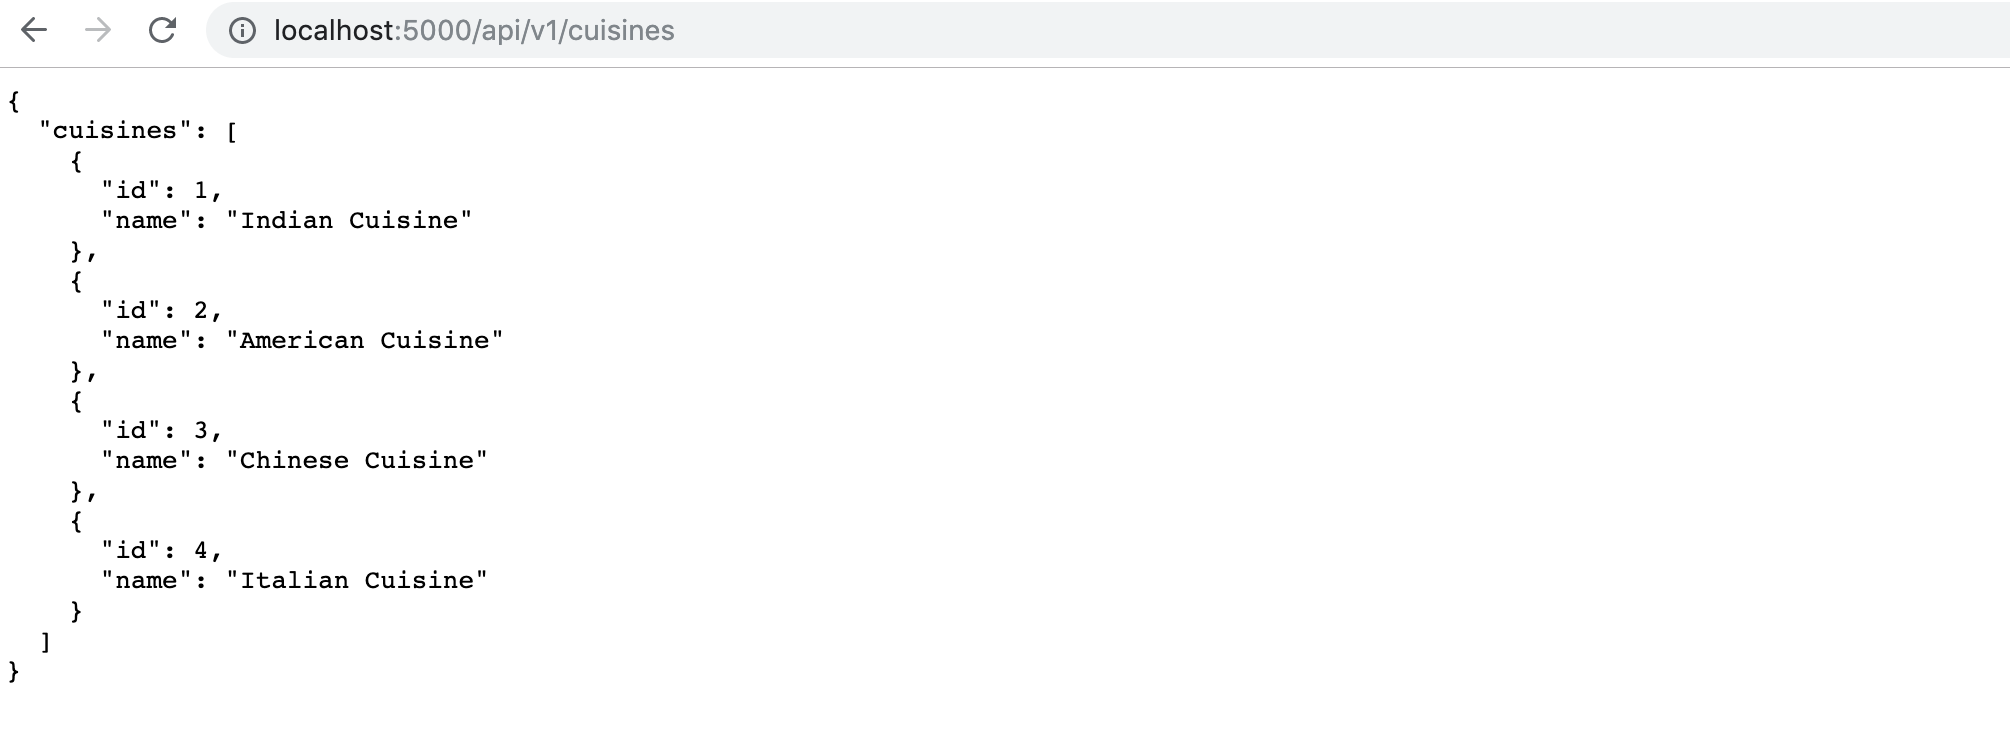 localhost:5000/api/v1/cuisines
{
  "cuisines": [
    {
      "id": 1,
      "name": "Indian Cuisine"
    },
    {
      "id": 2,
      "name": "American Cuisine"
    },
    {
      "id": 3,
      "name": "Chinese Cuisine"
    },
    {
      "id": 4,
      "name": "Italian Cuisine"
    }
  ]
}